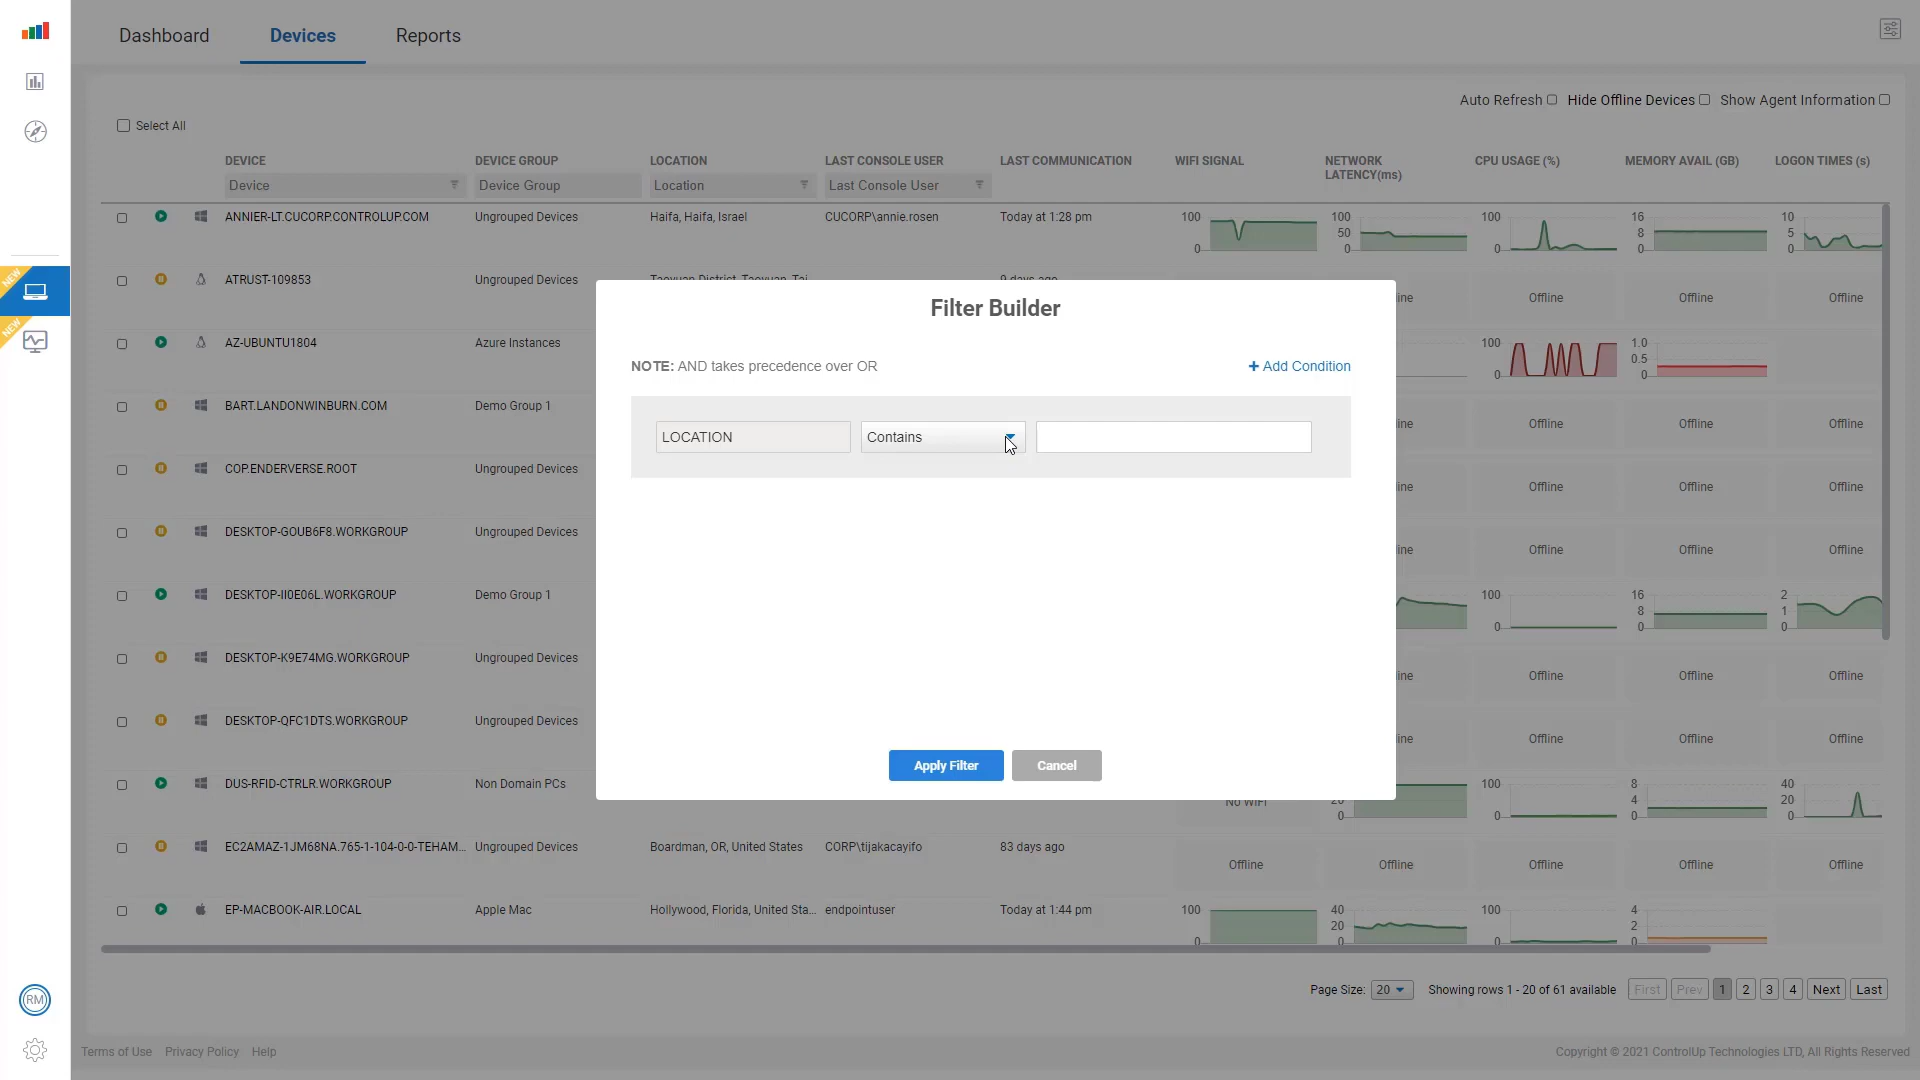 Dashboard Devices Reports
Auto Refresh Hide Offline Devices Show Agent Information
Select All
DEVICE DEVICE GROUP LOCATION LAST CONSOLE USER LAST COMMUNICATION WIFI SIGNAL NETWORK LATENCY(ms) CPU USAGE (%) MEMORY AVAIL (GB) LOGON TIMES (s)
Device Device Group Location Last Console User
ANNIER-LT.CUCORP.CONTROLUP.COM Ungrouped Devices Haifa, Haifa, Israel CUCORP\annie.rosen Today at 1:28 pm 100 0 100 50 0 100 0 16 8 0 10 5 0
NEW
ATRUST-109853 Ungrouped Devices Taoyuan District, Taoyuan, Tai... 9 days ago Offline Offline Offline
NEW
AZ-UBUNTU1804 Azure Instances 100 0 1.0 0.5 0
BART.LANDONWINBURN.COM Demo Group 1 Offline Offline Offline
COP.ENDERVERSE.ROOT Ungrouped Devices Offline Offline Offline
DESKTOP-GOUB6F8.WORKGROUP Ungrouped Devices Offline Offline Offline
DESKTOP-II0E06L.WORKGROUP Demo Group 1 100 0 16 8 0 2 1 0
DESKTOP-K9E74MG.WORKGROUP Ungrouped Devices Offline Offline Offline
DESKTOP-QFC1DTS.WORKGROUP Ungrouped Devices Offline Offline Offline
DUS-RFID-CTRLR.WORKGROUP Non Domain PCs No WiFi 20 0 100 0 8 4 0 40 20 0
EC2AMAZ-1JM68NA.765-1-104-0-0-TEHAM... Ungrouped Devices Boardman, OR, United States CORP\tijakacayifo 83 days ago Offline Offline Offline Offline Offline
EP-MACBOOK-AIR.LOCAL Apple Mac Hollywood, Florida, United Sta... endpointuser Today at 1:44 pm 100 0 40 20 0 100 0 4 2 0
Filter Builder
NOTE: AND takes precedence over OR
+ Add Condition
LOCATION Contains
Apply Filter Cancel
Page Size: 20 Showing rows 1 - 20 of 61 available First Prev 1 2 3 4 Next Last
RM
Terms of Use Privacy Policy Help
Copyright © 2021 ControlUp Technologies LTD, All Rights Reserved